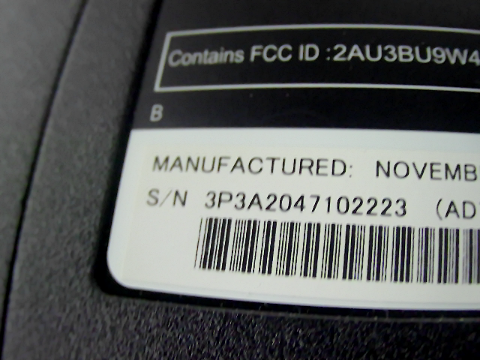 Contains FCC ID :2AU3BU9W4
B
MANUFACTURED: NOVEMB
S/N 3P3A2047102223 (AD